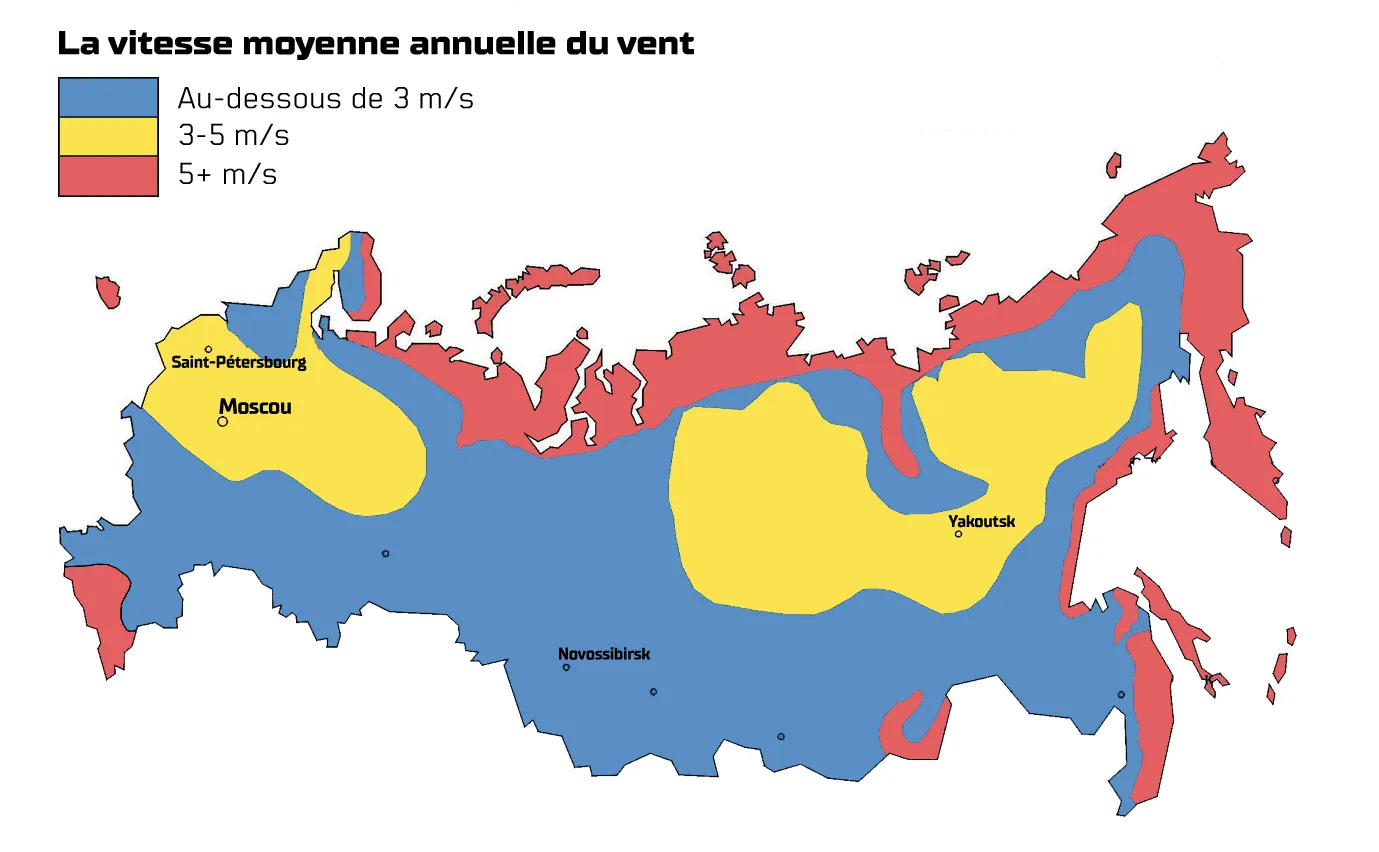 La vitesse moyenne annuelle du vent
Au-dessous de 3 m/s
3-5 m/s
5+ m/s
Saint-Pétersbourg
Moscou
Yakoutsk
Novossibirsk